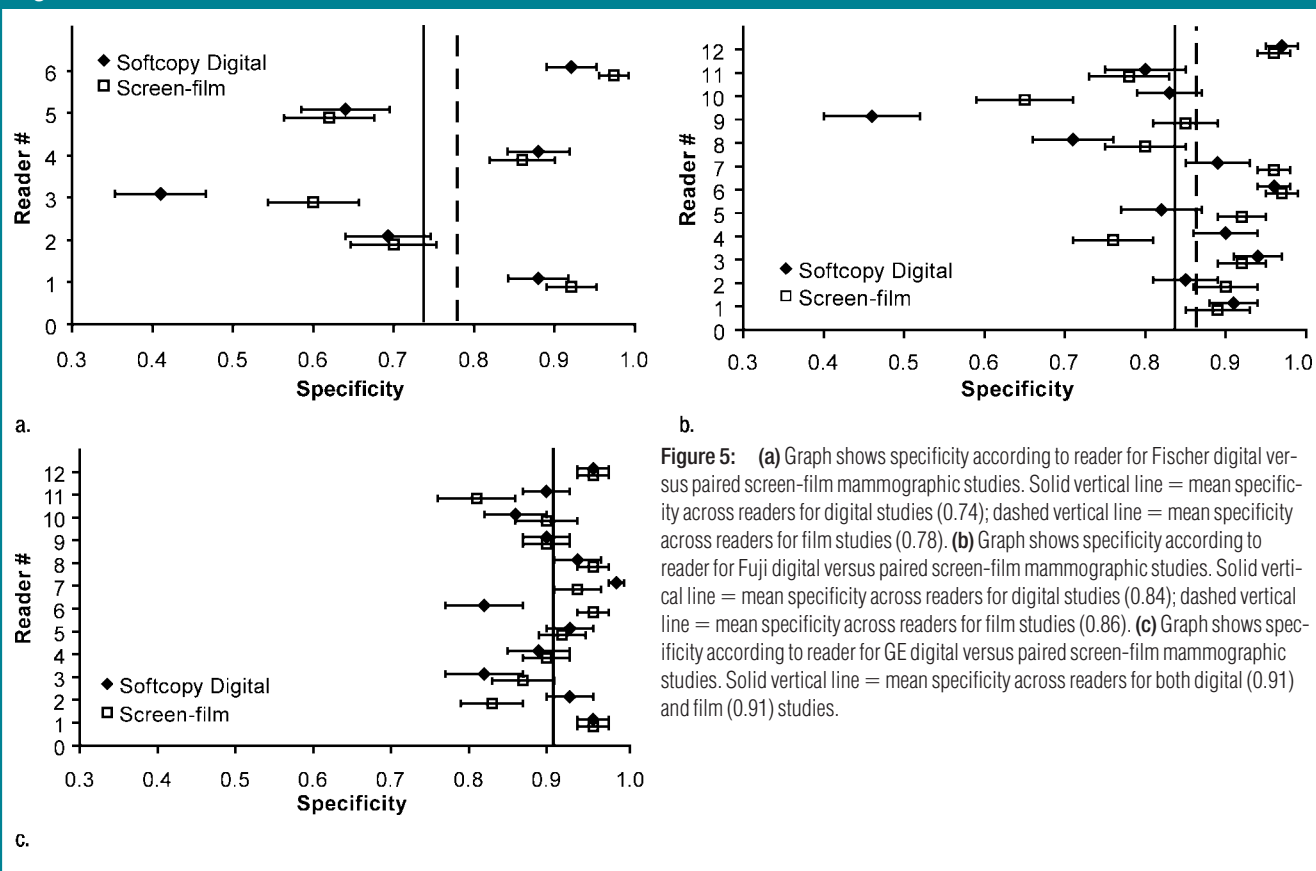 6
5
4
3
2
1
0
Reader #
Softcopy Digital
Screen-film
0.3 0.4 0.5 0.6 0.7 0.8 0.9 1.0
Specificity
a.
12
11
10
9
8
7
6
5
4
3
2
1
0
Reader #
Softcopy Digital
Screen-film
0.3 0.4 0.5 0.6 0.7 0.8 0.9 1.0
Specificity
b.
12
11
10
9
8
7
6
5
4
3
2
1
0
Reader #
Softcopy Digital
Screen-film
0.3 0.4 0.5 0.6 0.7 0.8 0.9 1.0
Specificity
c.
Figure 5: (a) Graph shows specificity according to reader for Fischer digital ver-
sus paired screen-film mammographic studies. Solid vertical line = mean specific-
ity across readers for digital studies (0.74); dashed vertical line = mean specificity
across readers for film studies (0.78). (b) Graph shows specificity according to
reader for Fuji digital versus paired screen-film mammographic studies. Solid verti-
cal line = mean specificity across readers for digital studies (0.84); dashed vertical
line = mean specificity across readers for film studies (0.86). (c) Graph shows spec-
ificity according to reader for GE digital versus paired screen-film mammographic
studies. Solid vertical line = mean specificity across readers for both digital (0.91)
and film (0.91) studies.